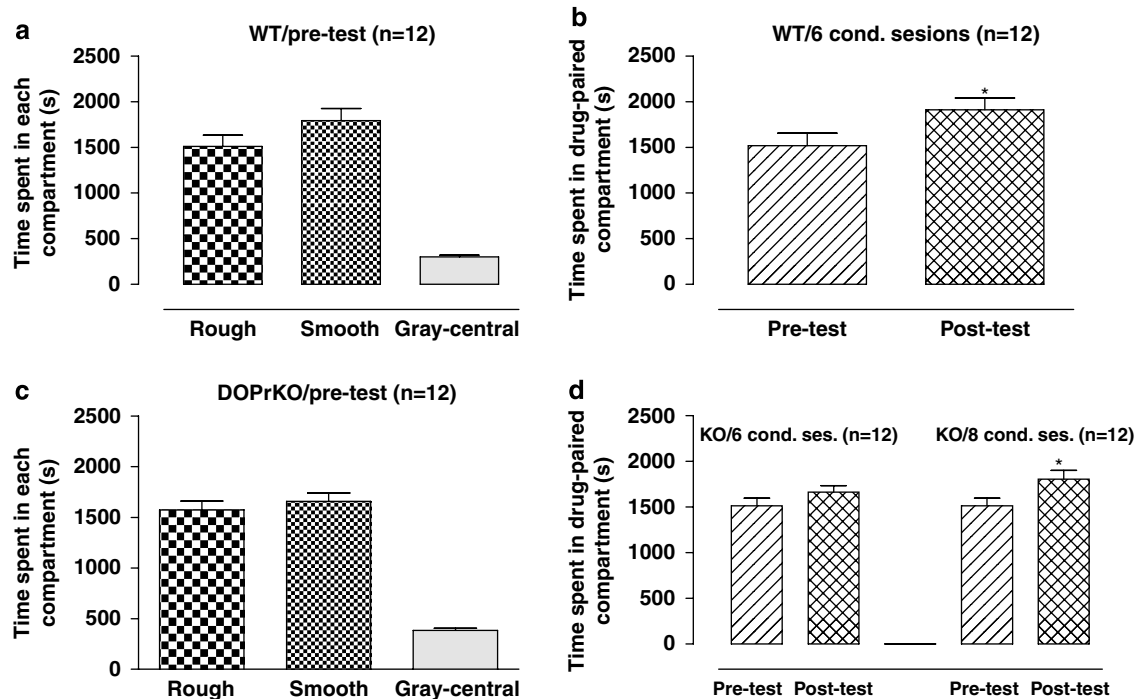 a
WT/pre-test (n=12)
Time spent in each
compartment (s)
2500
2000
1500
1000
500
0
Rough Smooth Gray-central
b
WT/6 cond. sesions (n=12)
Time spent in drug-paired
compartment (s)
2500
2000
1500
1000
500
0
*
Pre-test Post-test
c
DOPrKO/pre-test (n=12)
Time spent in each
compartment (s)
2500
2000
1500
1000
500
0
Rough Smooth Gray-central
d
Time spent in drug-paired
compartment (s)
2500
2000
1500
1000
500
0
KO/6 cond. ses. (n=12) KO/8 cond. ses. (n=12)
*
Pre-test Post-test Pre-test Post-test